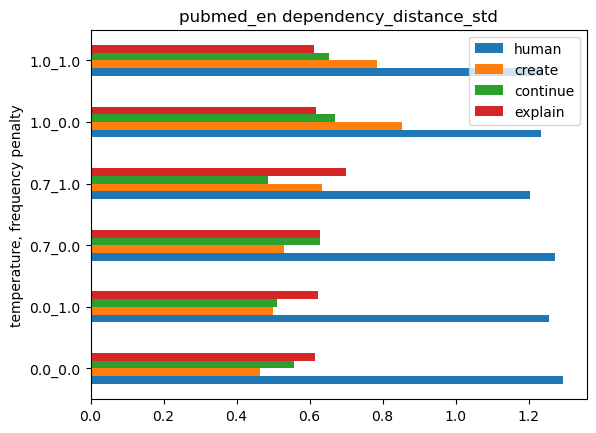 pubmed_en dependency_distance_std
temperature, frequency penalty
1.0_1.0
1.0_0.0
0.7_1.0
0.7_0.0
0.0_1.0
0.0_0.0
human
create
continue
explain
0.0 0.2 0.4 0.6 0.8 1.0 1.2